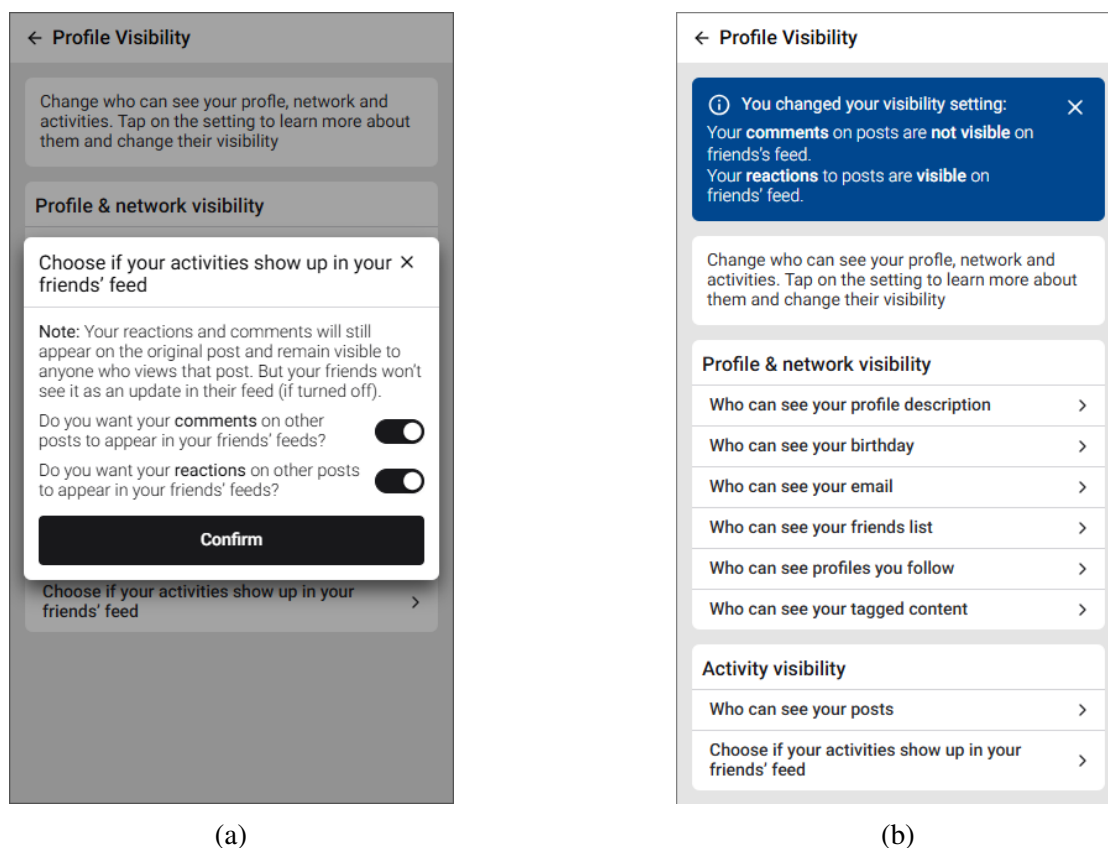 ← Profile Visibility
Change who can see your profle, network and
activities. Tap on the setting to learn more about
them and change their visibility
Profile & network visibility
Choose if your activities show up in your ×
friends' feed
Note: Your reactions and comments will still
appear on the original post and remain visible to
anyone who views that post. But your friends won't
see it as an update in their feed (if turned off).
Do you want your comments on other
posts to appear in your friends' feeds?
Do you want your reactions on other posts
to appear in your friends' feeds?
Confirm
Choose if your activities show up in your
friends' feed
(a)
← Profile Visibility
You changed your visibility setting:
Your comments on posts are not visible on
friends's feed.
Your reactions to posts are visible on
friends' feed.
Change who can see your profle, network and
activities. Tap on the setting to learn more about
them and change their visibility
Profile & network visibility
Who can see your profile description
Who can see your birthday
Who can see your email
Who can see your friends list
Who can see profiles you follow
Who can see your tagged content
Activity visibility
Who can see your posts
Choose if your activities show up in your
friends' feed
(b)